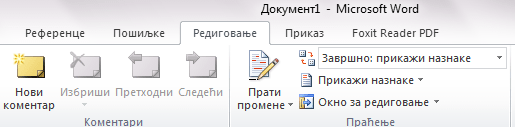 Документ1 - Microsoft Word
Референце Пошиљке Редиговање Приказ Foxit Reader PDF
Нови коментар
Избриши
Претходни
Следећи
Коментари
Прати промене
Завршно: прикажи назнаке
Прикажи назнаке
Окно за редиговање
Праћење